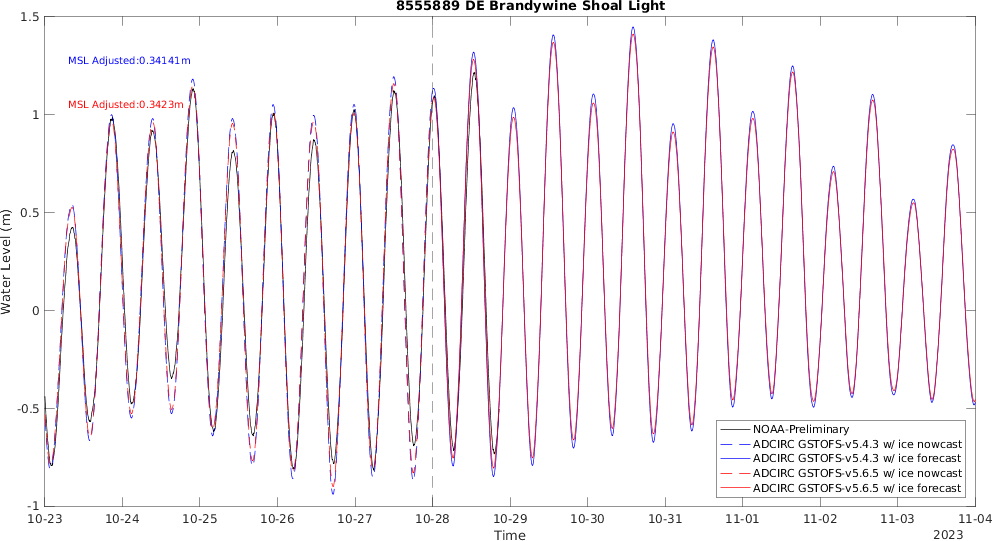 8555889 DE Brandywine Shoal Light
1.5
MSL Adjusted:0.34141m
MSL Adjusted:0.3423m
1
0.5
Water Level (m)
0
-0.5
-1
NOAA-Preliminary
ADCIRC GSTOFS-v5.4.3 w/ ice nowcast
ADCIRC GSTOFS-v5.4.3 w/ ice forecast
ADCIRC GSTOFS-v5.6.5 w/ ice nowcast
ADCIRC GSTOFS-v5.6.5 w/ ice forecast
10-23 10-24 10-25 10-26 10-27 10-28 10-29 10-30 10-31 11-01 11-02 11-03 11-04
Time
2023